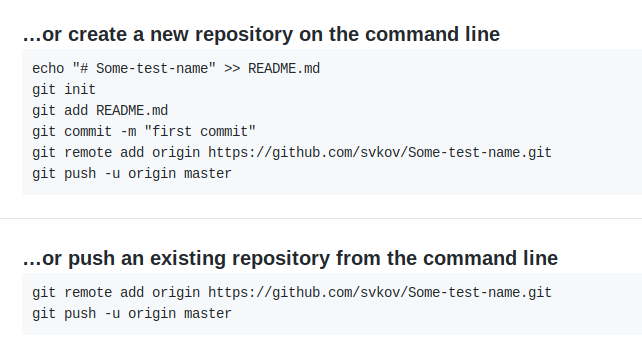 …or create a new repository on the command line
echo "# Some-test-name" >> README.md
git init
git add README.md
git commit -m "first commit"
git remote add origin https://github.com/svkov/Some-test-name.git
git push -u origin master
…or push an existing repository from the command line
git remote add origin https://github.com/svkov/Some-test-name.git
git push -u origin master